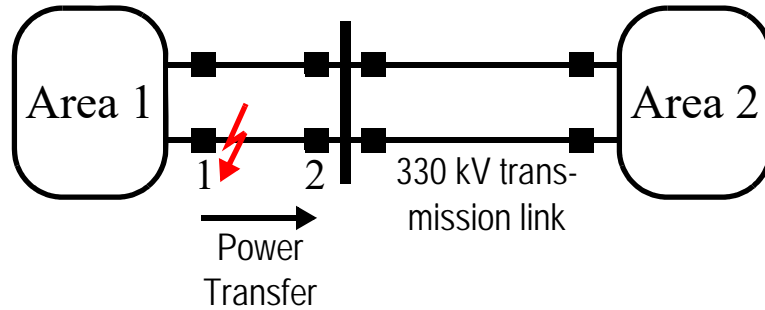 Area 1
Area 2
1
2
330 kV trans-
mission link
Power
Transfer